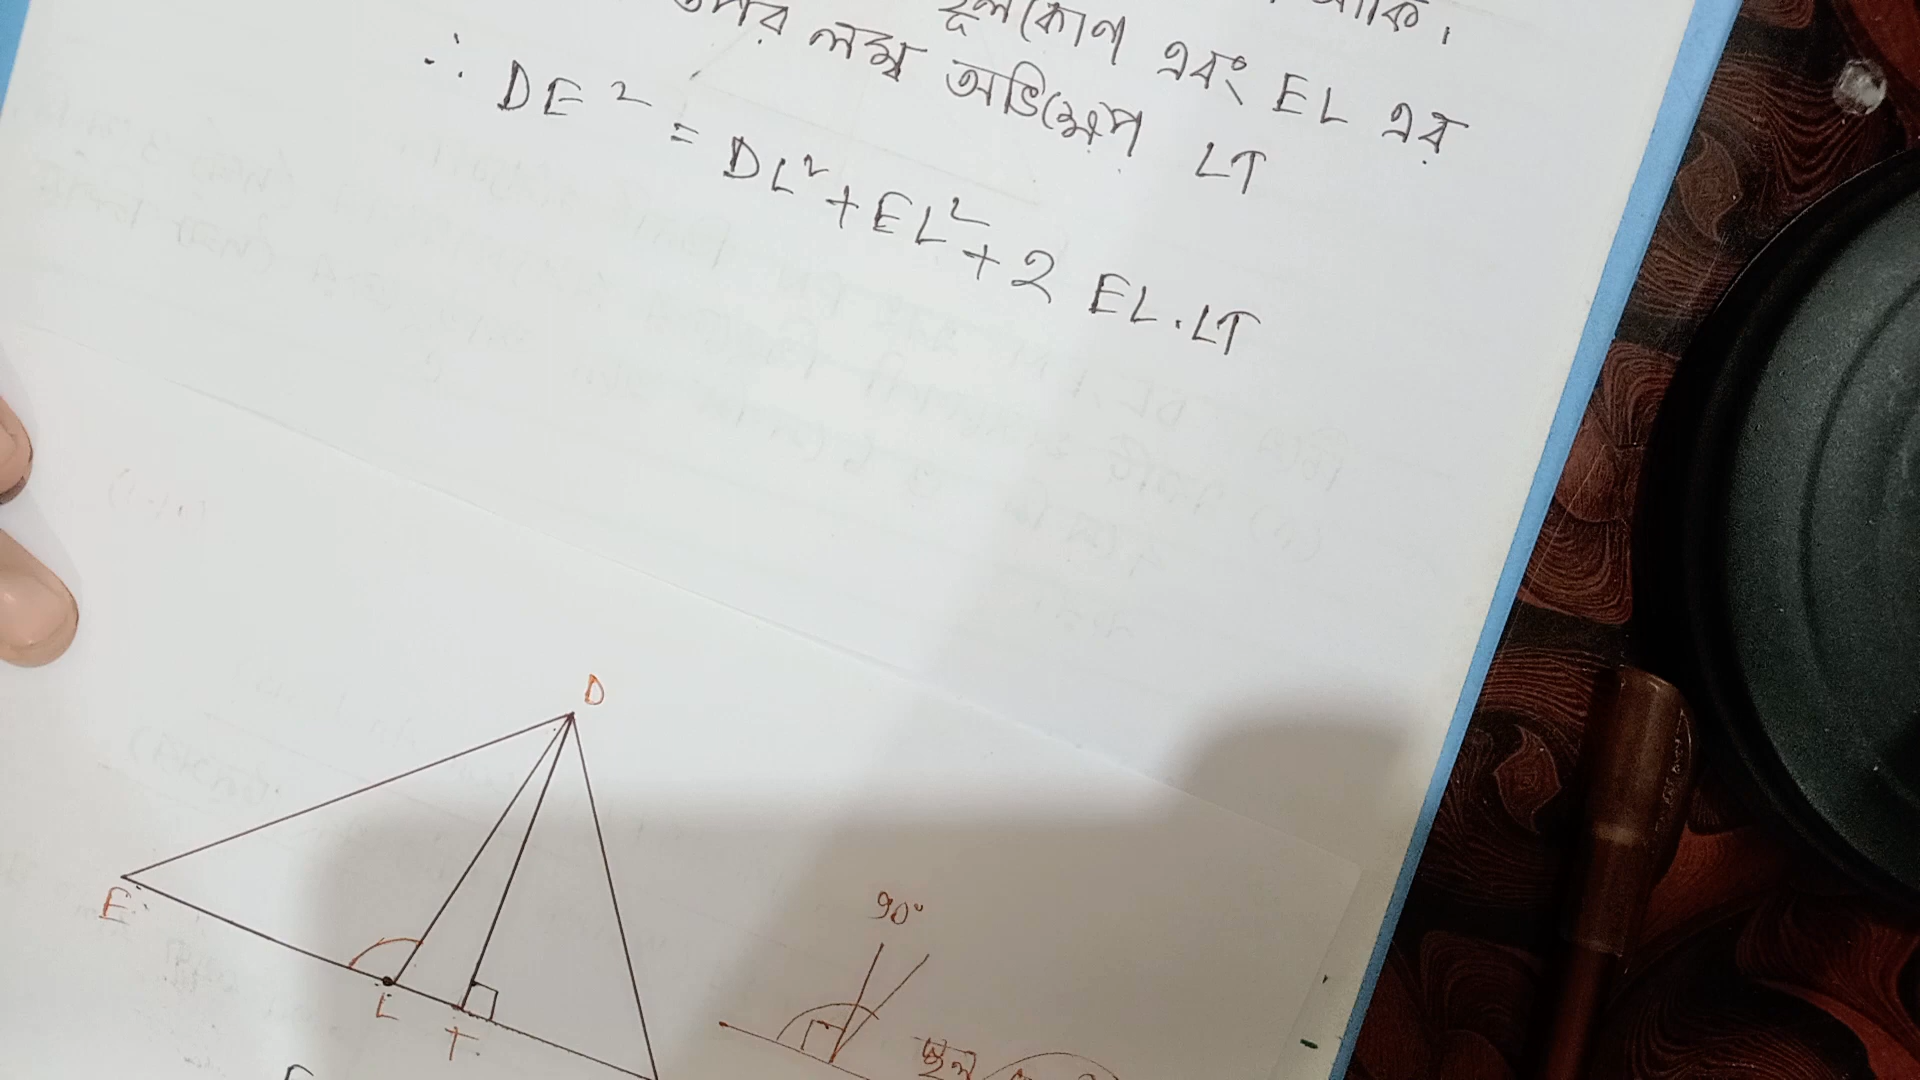 স্থূলকোণ এবং EL এর
উপর লম্ব অভিক্ষেপ LT
∴ DE² = DL² + EL² + 2 EL.LT
D
E
L
T
90°